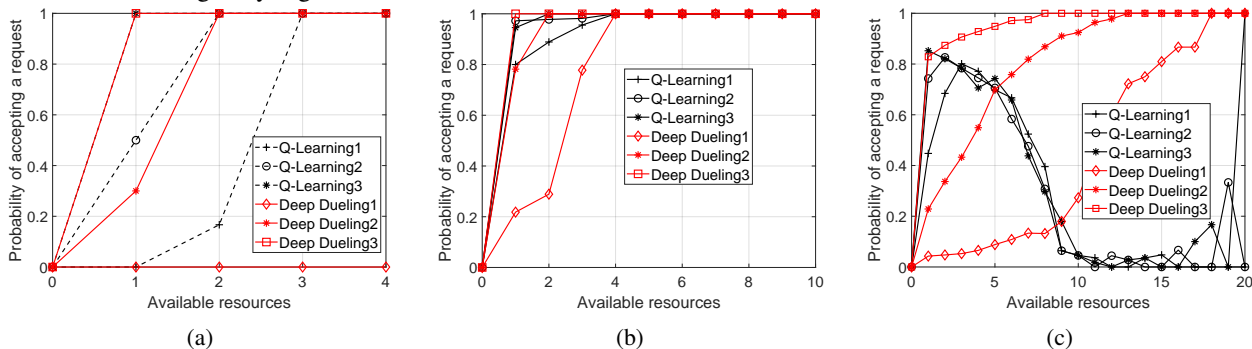 Probability of accepting a request
1
0.8
0.6
0.4
0.2
0
0 1 2 3 4
Available resources
Q-Learning1
Q-Learning2
Q-Learning3
Deep Dueling1
Deep Dueling2
Deep Dueling3
(a)
Probability of accepting a request
1
0.8
0.6
0.4
0.2
0
0 2 4 6 8 10
Available resources
Q-Learning1
Q-Learning2
Q-Learning3
Deep Dueling1
Deep Dueling2
Deep Dueling3
(b)
Probability of accepting a request
1
0.8
0.6
0.4
0.2
0
0 5 10 15 20
Available resources
Q-Learning1
Q-Learning2
Q-Learning3
Deep Dueling1
Deep Dueling2
Deep Dueling3
(c)